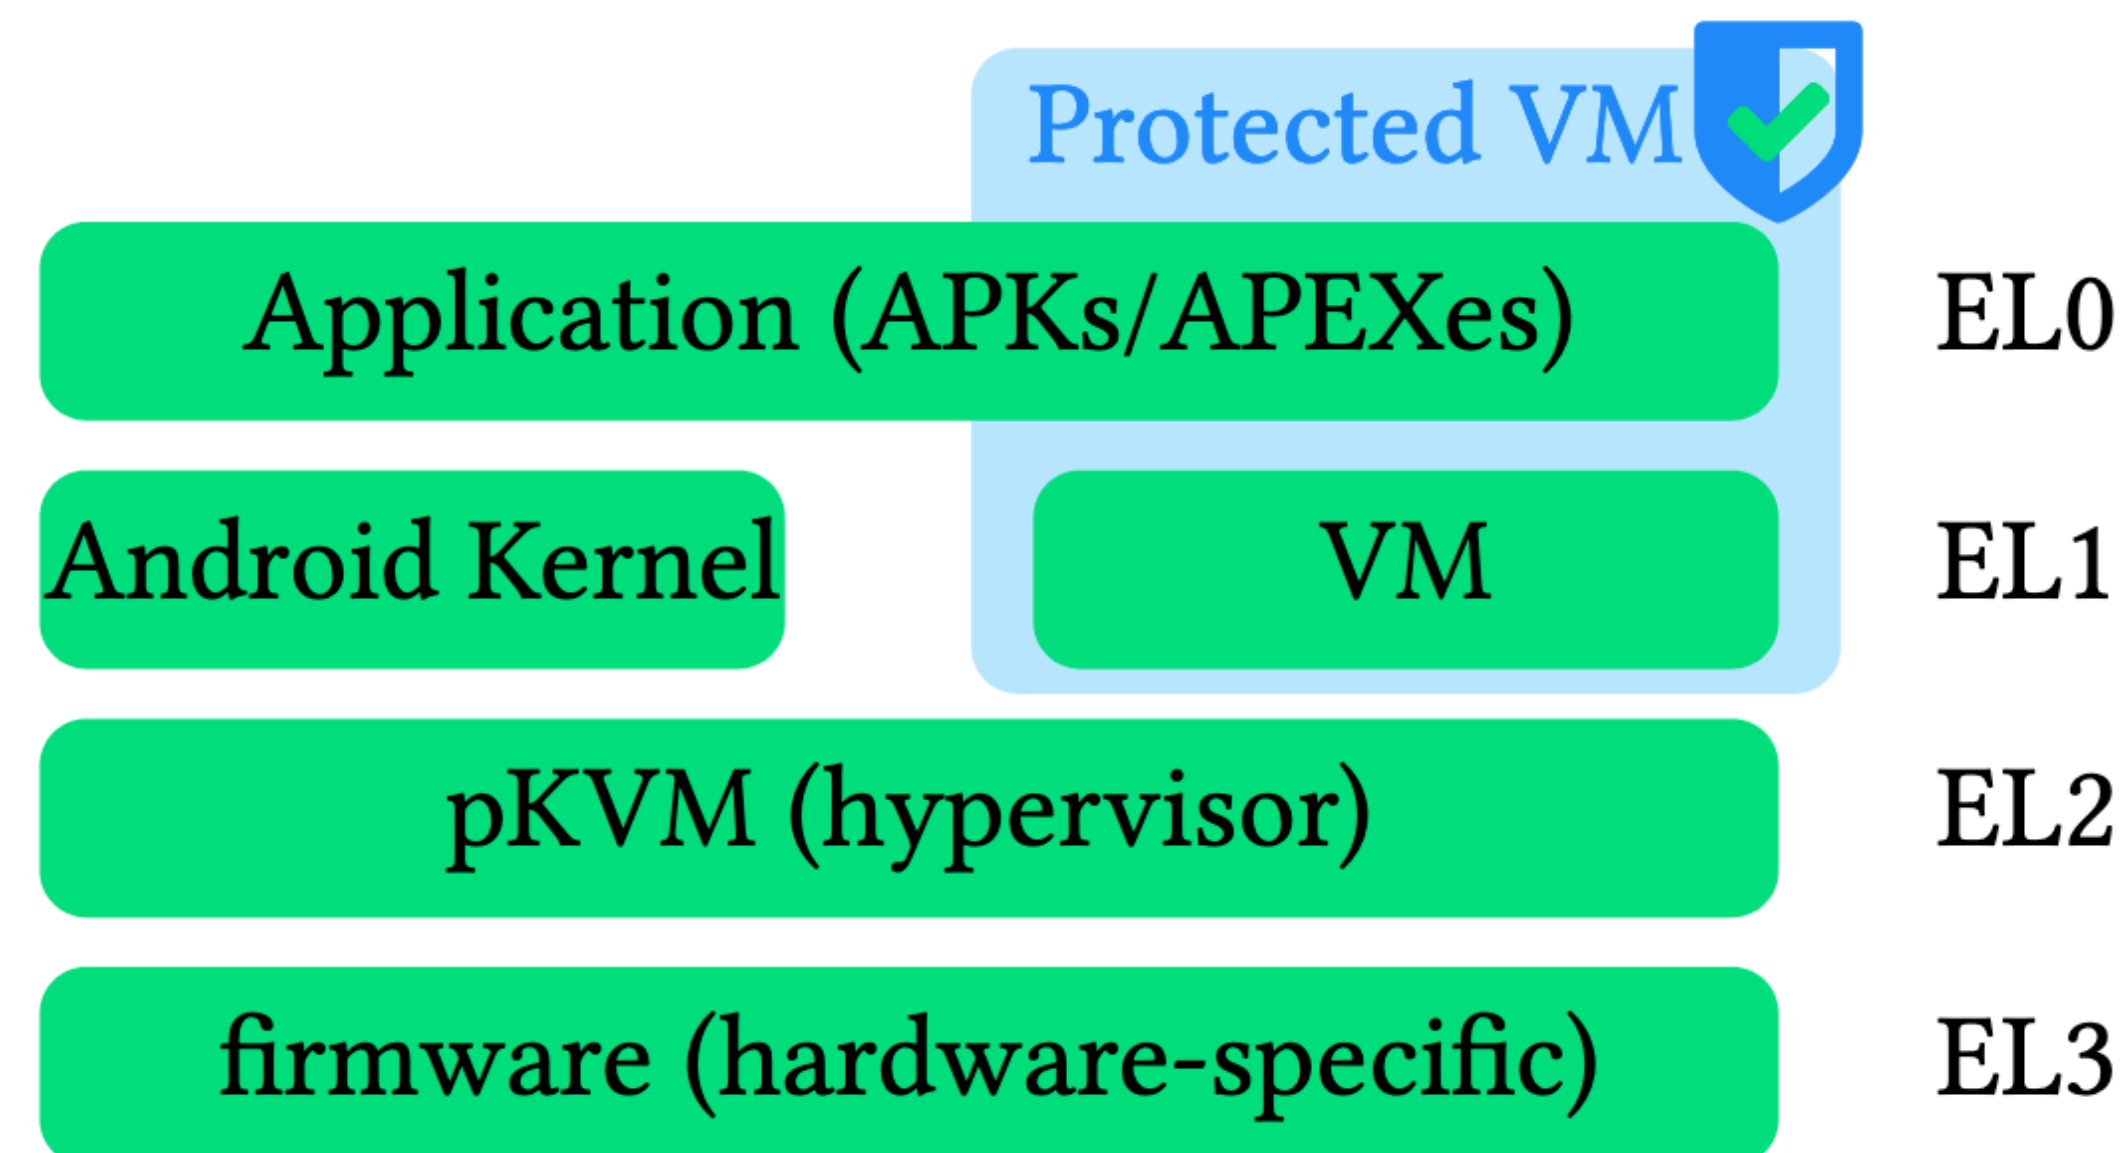 Protected VM
Application (APKs/APEXes) EL0
Android Kernel VM EL1
pKVM (hypervisor) EL2
firmware (hardware-specific) EL3